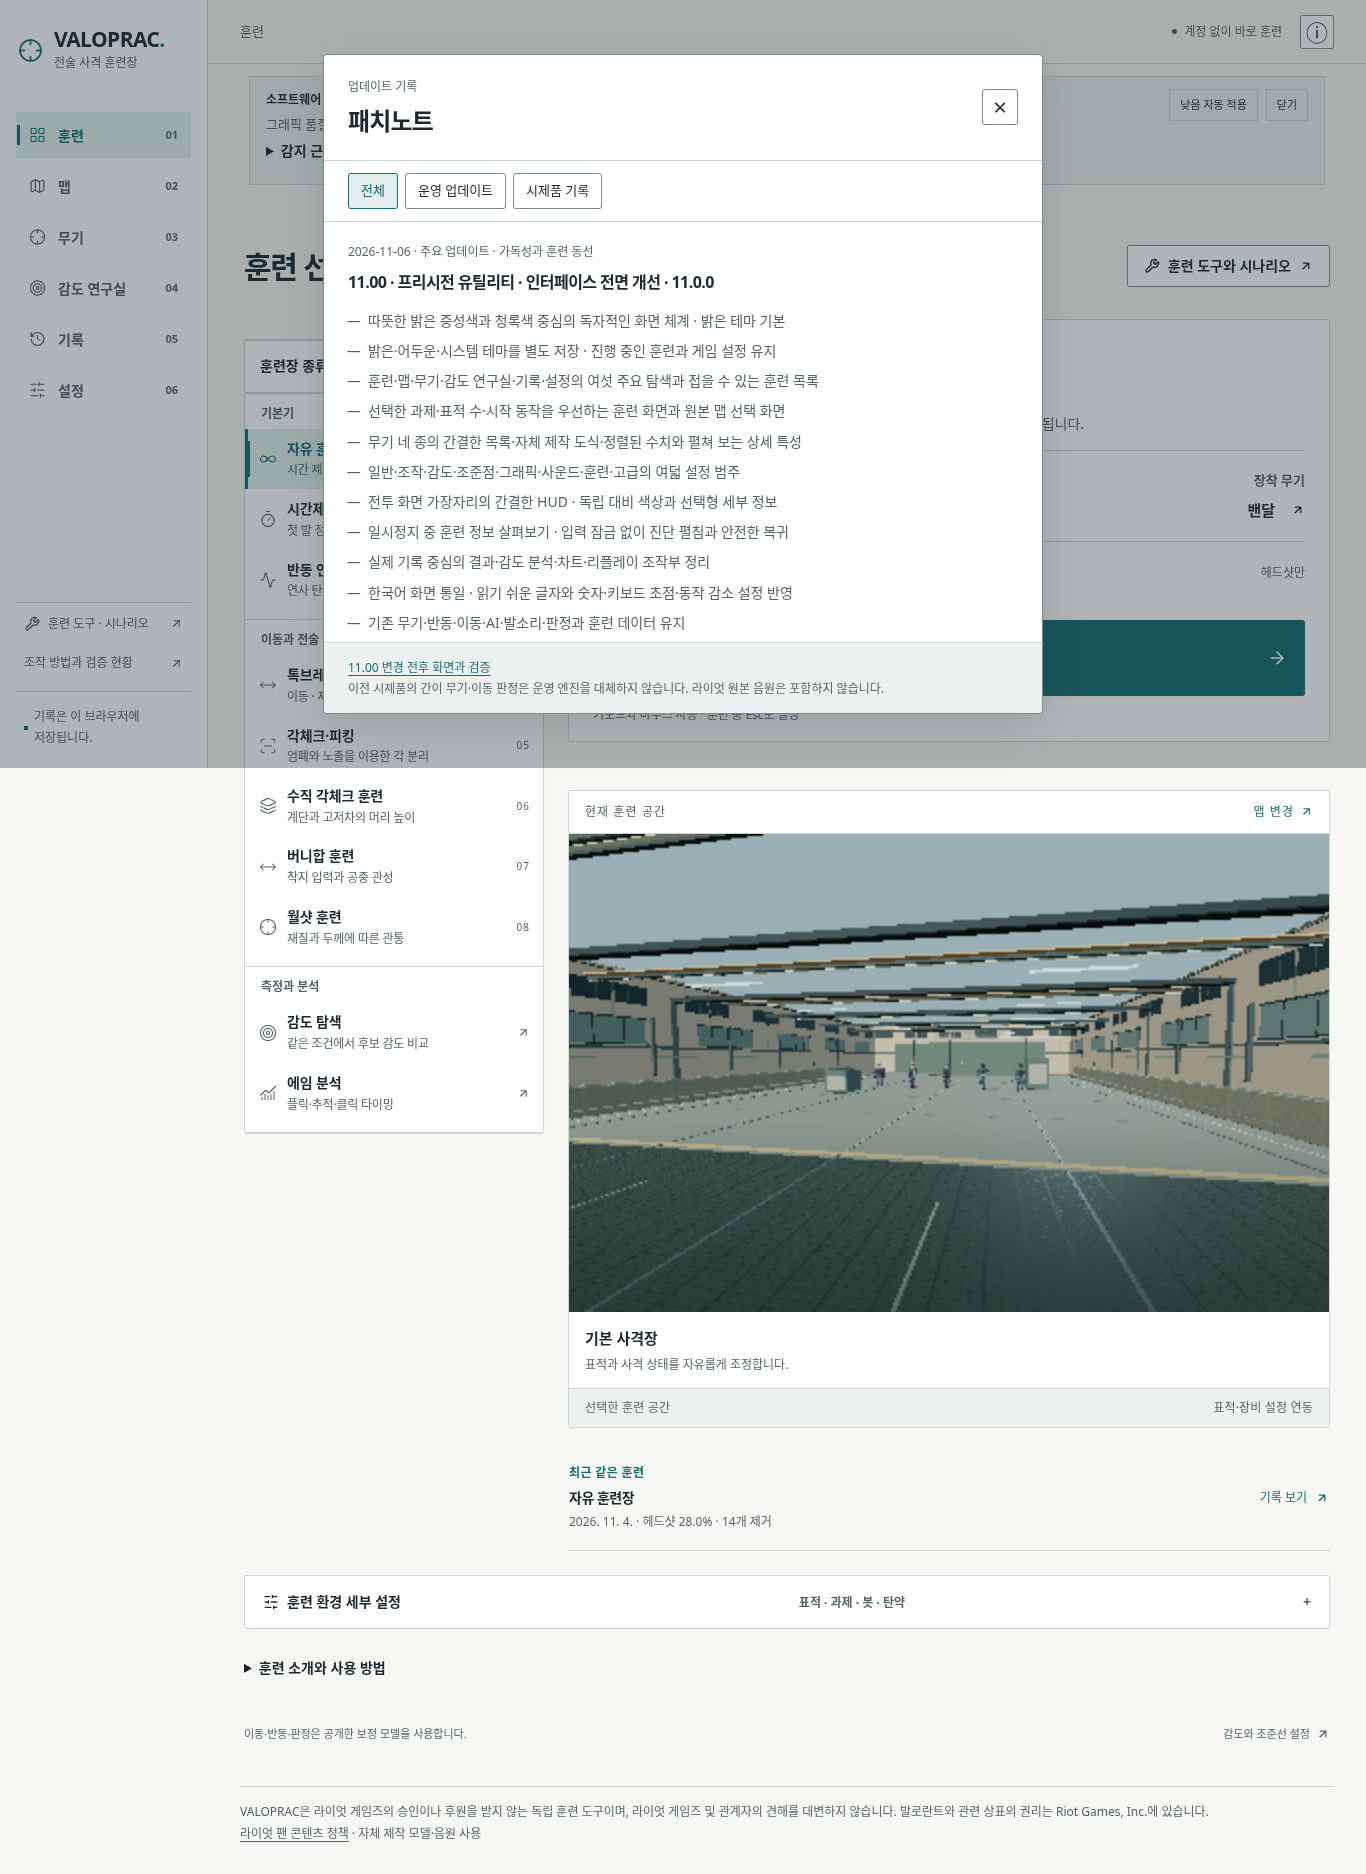 VALOPRAC.
전술 사격 훈련장
훈련 01
맵 02
무기 03
감도 연구실 04
기록 05
설정 06
훈련 도구 · 시나리오
조작 방법과 검증 현황
기록은 이 브라우저에
저장됩니다.
훈련
계정 없이 바로 훈련
소프트웨어
그래픽 품질
감지 근
낮음 자동 적용
닫기
업데이트 기록
패치노트
전체
운영 업데이트
시제품 기록
2026-11-06 · 주요 업데이트 · 가독성과 훈련 동선
11.00 · 프리시전 유틸리티 · 인터페이스 전면 개선 · 11.0.0
— 따뜻한 밝은 중성색과 청록색 중심의 독자적인 화면 체계 · 밝은 테마 기본
— 밝은·어두운·시스템 테마를 별도 저장 · 진행 중인 훈련과 게임 설정 유지
— 훈련·맵·무기·감도 연구실·기록·설정의 여섯 주요 탐색과 접을 수 있는 훈련 목록
— 선택한 과제·표적 수·시작 동작을 우선하는 훈련 화면과 원본 맵 선택 화면
— 무기 네 종의 간결한 목록·자체 제작 도식·정렬된 수치와 펼쳐 보는 상세 특성
— 일반·조작·감도·조준점·그래픽·사운드·훈련·고급의 여덟 설정 범주
— 전투 화면 가장자리의 간결한 HUD · 독립 대비 색상과 선택형 세부 정보
— 일시정지 중 훈련 정보 살펴보기 · 입력 잠금 없이 진단 펼침과 안전한 복귀
— 실제 기록 중심의 결과·감도 분석·차트·리플레이 조작부 정리
— 한국어 화면 통일 · 읽기 쉬운 글자와 숫자·키보드 초점·동작 감소 설정 반영
— 기존 무기·반동·이동·AI·발소리·판정과 훈련 데이터 유지
11.00 변경 전후 화면과 검증
이전 시제품의 간이 무기·이동 판정은 운영 엔진을 대체하지 않습니다. 라이엇 원본 음원은 포함하지 않습니다.
훈련 선
훈련 도구와 시나리오
훈련장 종류
기본기
자유 훈
시간 제
시간제
첫 발 정
반동 연
연사 탄
이동과 전술
톡브레
이동 · 
각체크·피킹 05
엄폐와 노출을 이용한 각 분리
수직 각체크 훈련 06
계단과 고저차의 머리 높이
버니합 훈련 07
착지 입력과 공중 관성
월샷 훈련 08
재질과 두께에 따른 관통
측정과 분석
감도 탐색
같은 조건에서 후보 감도 비교
에임 분석
플릭·추적·클릭 타이밍
됩니다.
장착 무기
밴달
헤드샷만
키보드와 마우스 사용 · 훈련 중 Esc로 설정
현재 훈련 공간
맵 변경
기본 사격장
표적과 사격 상태를 자유롭게 조정합니다.
선택한 훈련 공간
표적·장비 설정 연동
최근 같은 훈련
자유 훈련장
2026. 11. 4. · 헤드샷 28.0% · 14개 제거
기록 보기
훈련 환경 세부 설정
표적 · 과제 · 봇 · 탄약
+
훈련 소개와 사용 방법
이동·반동·판정은 공개한 보정 모델을 사용합니다.
감도와 조준선 설정
VALOPRAC은 라이엇 게임즈의 승인이나 후원을 받지 않는 독립 훈련 도구이며, 라이엇 게임즈 및 관계자의 견해를 대변하지 않습니다. 발로란트와 관련 상표의 권리는 Riot Games, Inc.에 있습니다.
라이엇 팬 콘텐츠 정책 · 자체 제작 모델·음원 사용